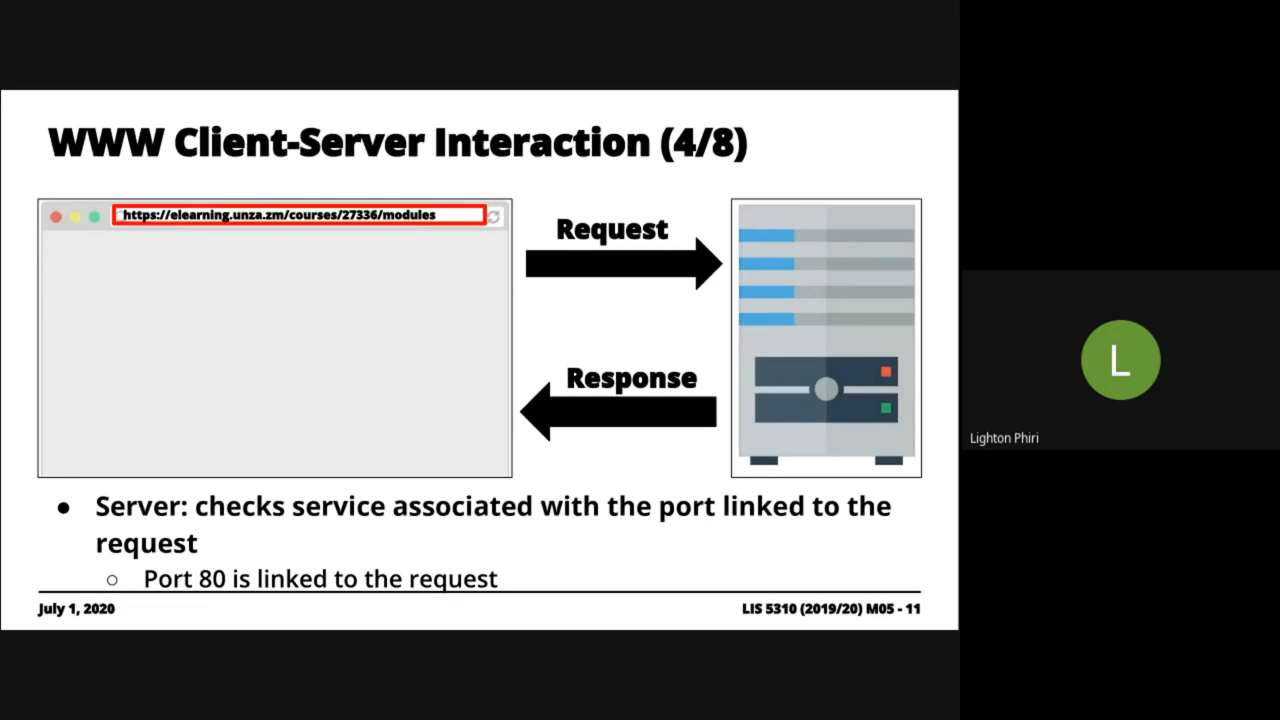 WWW Client-Server Interaction (4/8)
https://elearning.unza.zm/courses/27336/modules
Request
Response
L
Lighton Phiri
● Server: checks service associated with the port linked to the
request
○ Port 80 is linked to the request
July 1, 2020
LIS 5310 (2019/20) M05 - 11